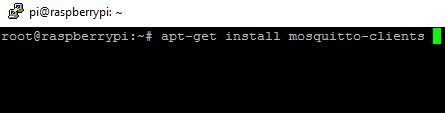 pi@raspberrypi: ~
root@raspberrypi:~# apt-get install mosquitto-clients